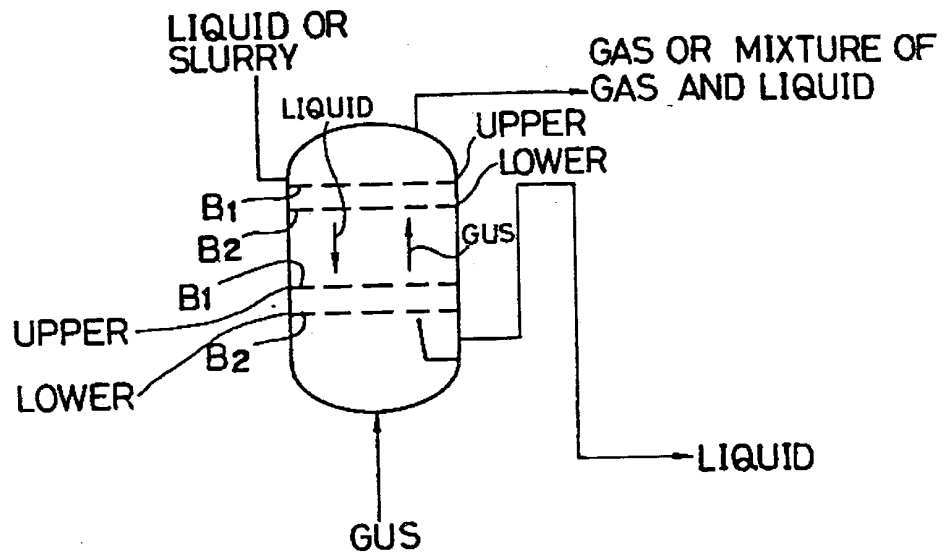 LIQUID OR
SLURRY
GAS OR MIXTURE OF
GAS AND LIQUID
LIQUID
UPPER
LOWER
B1
B2
GUS
B1
UPPER
B2
LOWER
LIQUID
GUS